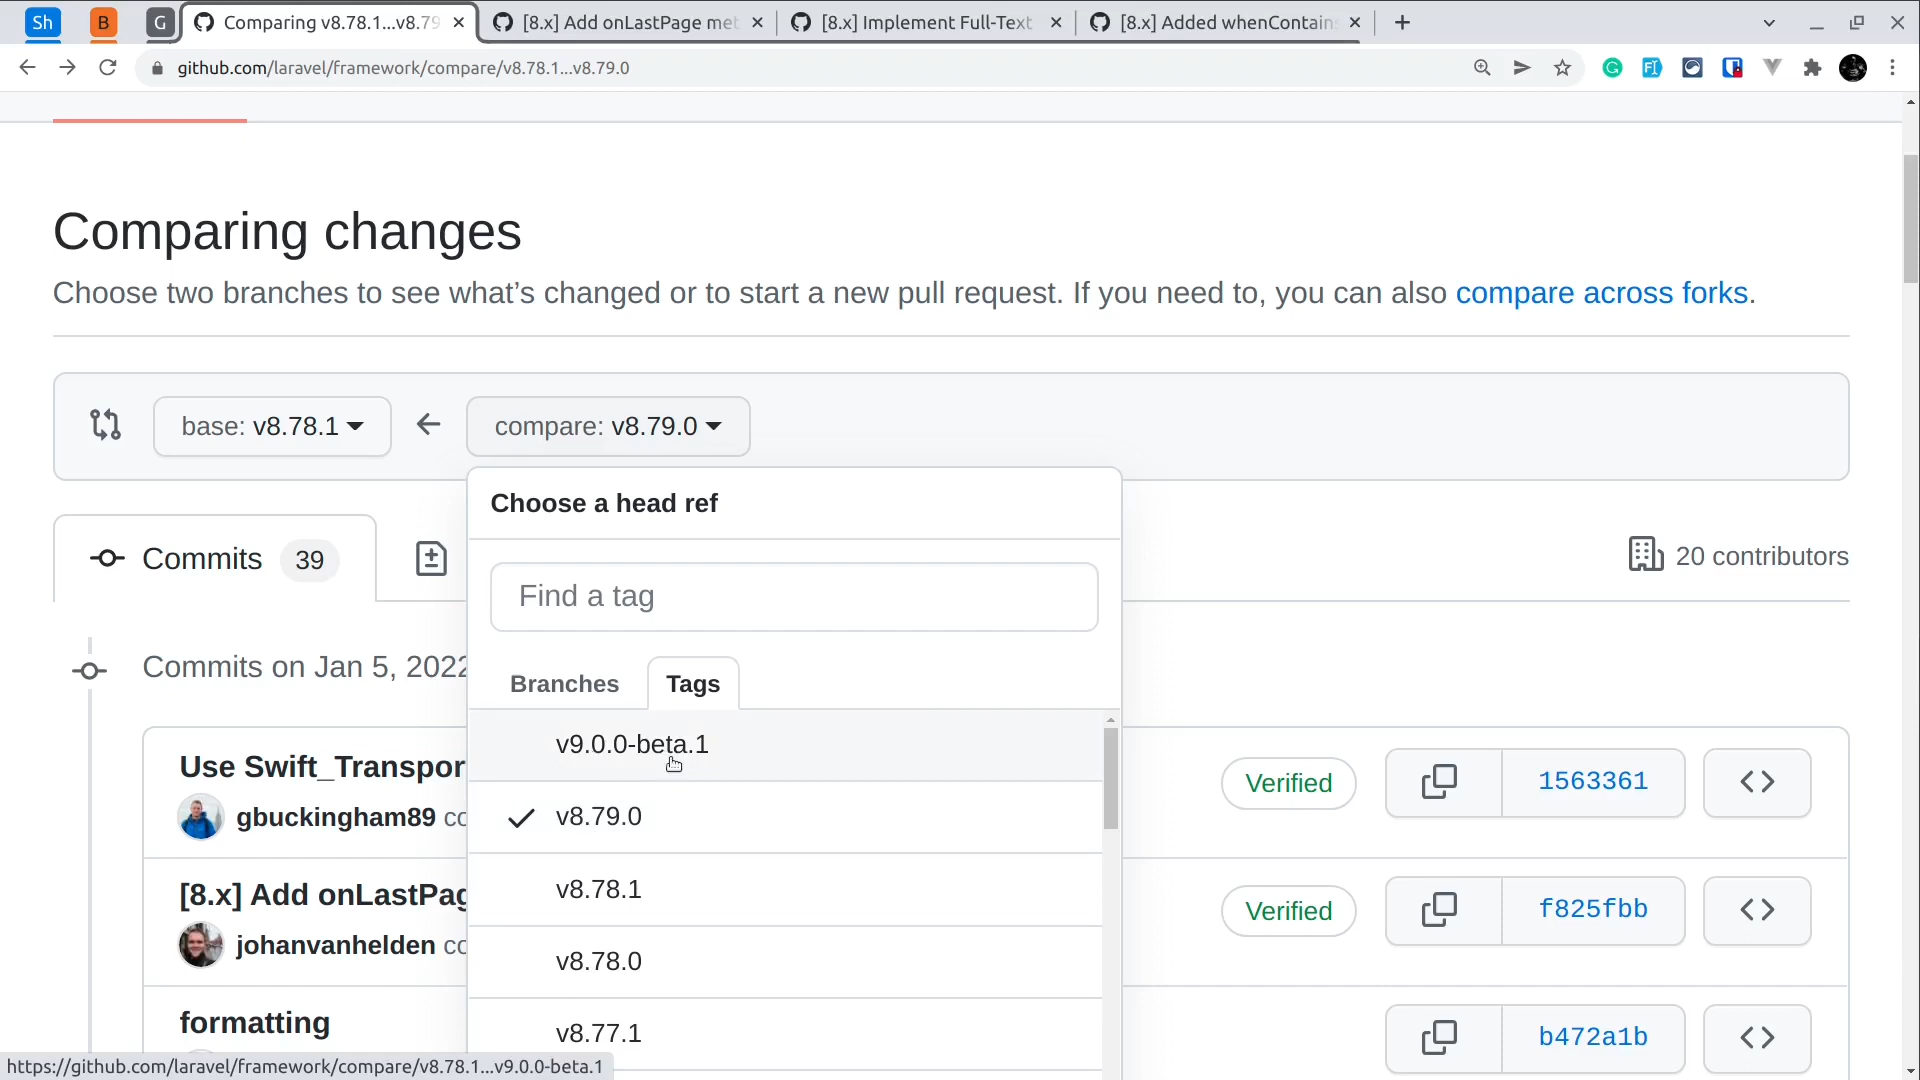 Sh
B
G
Comparing v8.78.1...v8.79
[8.x] Add onLastPage met
[8.x] Implement Full-Text
[8.x] Added whenContain
github.com/laravel/framework/compare/v8.78.1...v8.79.0
Comparing changes
Choose two branches to see what’s changed or to start a new pull request. If you need to, you can also compare across forks.
base: v8.78.1
compare: v8.79.0
Choose a head ref
Commits 39
20 contributors
Find a tag
Commits on Jan 5, 2022
Branches
Tags
v9.0.0-beta.1
Use Swift_Transpor
Verified
1563361
gbuckingham89 co
v8.79.0
v8.78.1
[8.x] Add onLastPag
Verified
f825fbb
johanvanhelden co
v8.78.0
formatting
v8.77.1
b472a1b
https://github.com/laravel/framework/compare/v8.78.1...v9.0.0-beta.1